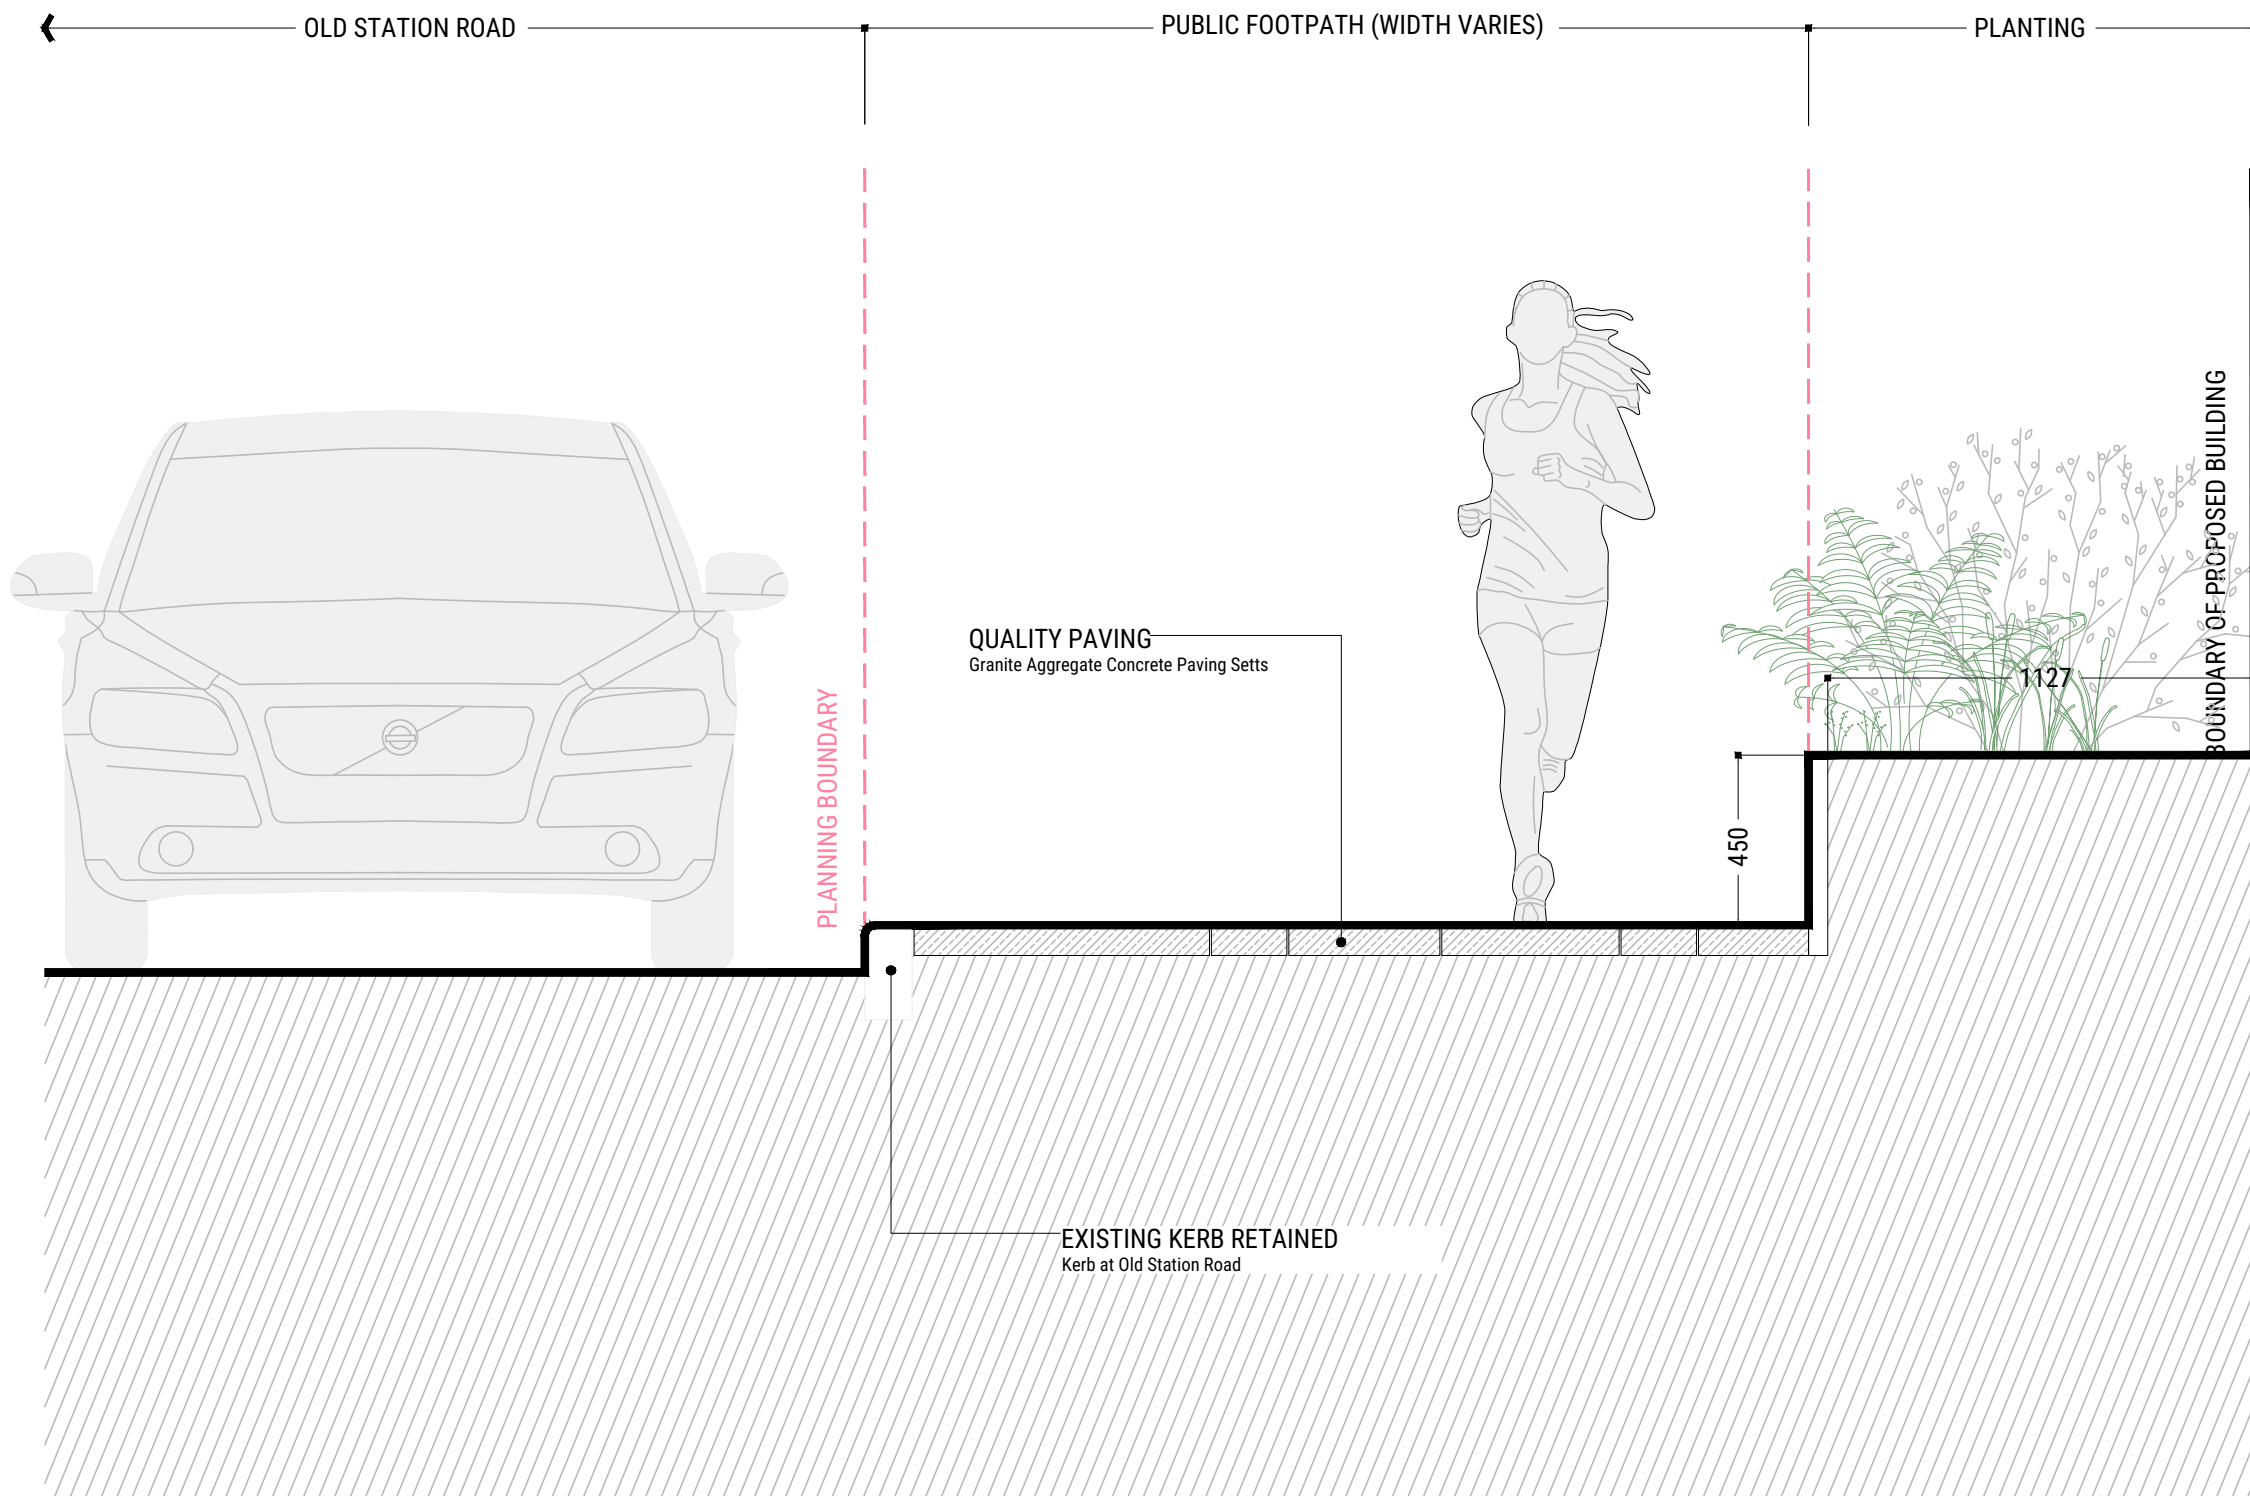 OLD STATION ROAD
PUBLIC FOOTPATH (WIDTH VARIES)
PLANTING
BOUNDARY OF PROPOSED BUILDING
QUALITY PAVING
Granite Aggregate Concrete Paving Setts
1127
PLANNING BOUNDARY
450
EXISTING KERB RETAINED
Kerb at Old Station Road